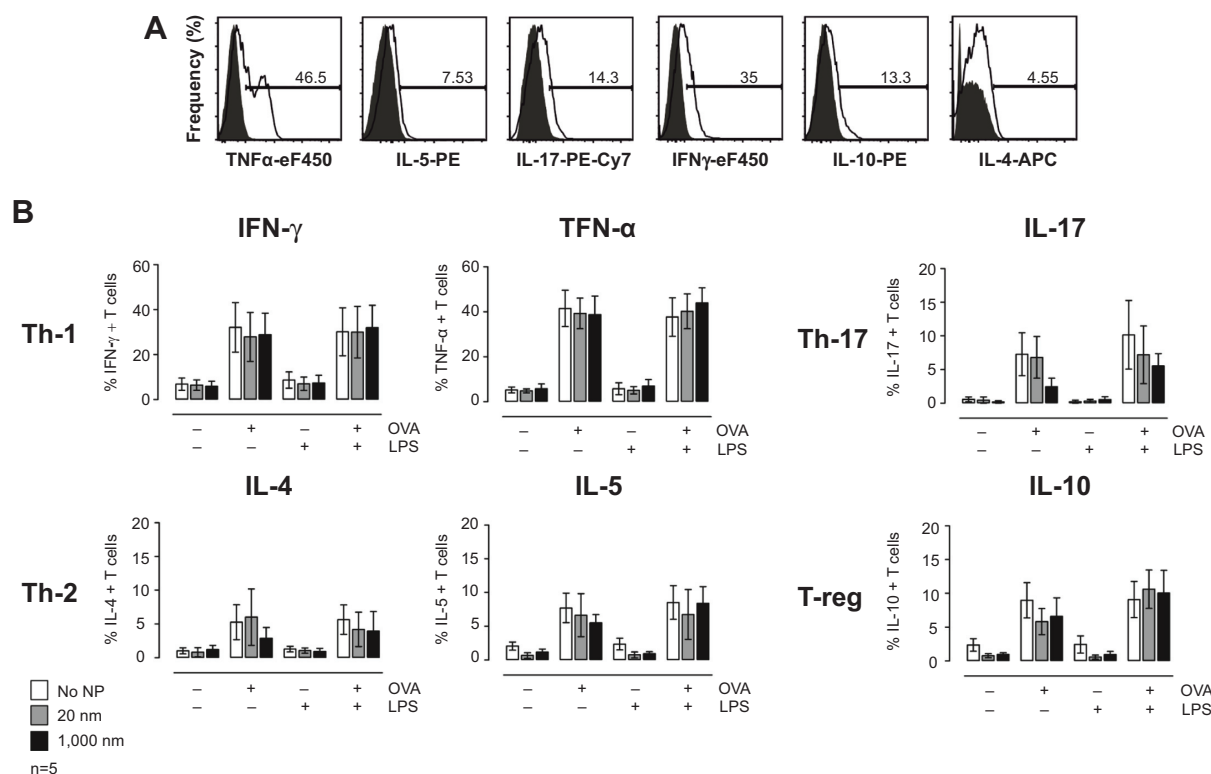 A
Frequency (%)
46.5
7.53
14.3
35
13.3
4.55
TNFα-eF450
IL-5-PE
IL-17-PE-Cy7
IFNγ-eF450
IL-10-PE
IL-4-APC
B
IFN-γ
TFN-α
IL-17
Th-1
% IFN-γ + T cells
60
40
20
0
– + – + OVA
– – + + LPS
% TNF-α + T cells
60
40
20
0
– + – + OVA
– – + + LPS
Th-17
% IL-17 + T cells
20
15
10
5
0
– + – + OVA
– – + + LPS
IL-4
IL-5
IL-10
Th-2
% IL-4 + T cells
20
15
10
5
0
– + – + OVA
– – + + LPS
% IL-5 + T cells
20
15
10
5
0
– + – + OVA
– – + + LPS
T-reg
% IL-10 + T cells
20
15
10
5
0
– + – + OVA
– – + + LPS
No NP
20 nm
1,000 nm
n=5